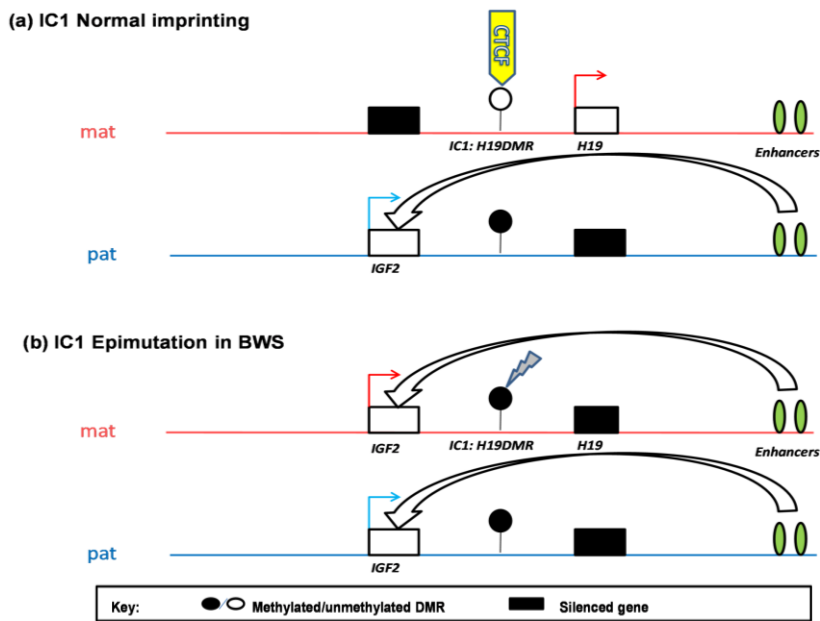 (a) IC1 Normal imprinting
CTCF
mat
IC1: H19DMR
H19
Enhancers
pat
IGF2
(b) IC1 Epimutation in BWS
mat
IGF2
IC1: H19DMR
H19
Enhancers
pat
IGF2
Key: Methylated/unmethylated DMR Silenced gene